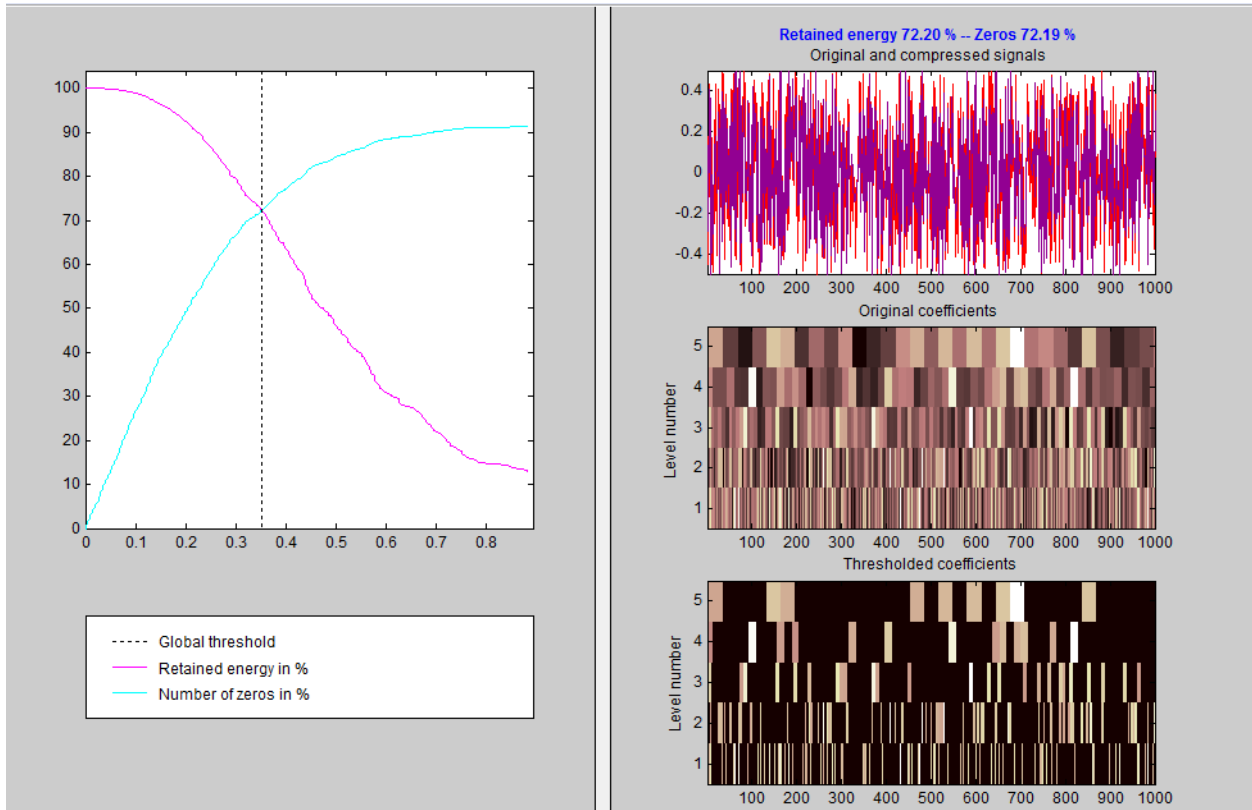 100
90
80
70
60
50
40
30
20
10
0
0 0.1 0.2 0.3 0.4 0.5 0.6 0.7 0.8
Global threshold
Retained energy in %
Number of zeros in %
Retained energy 72.20 % -- Zeros 72.19 %
Original and compressed signals
0.4
0.2
0
-0.2
-0.4
100 200 300 400 500 600 700 800 900 1000
Original coefficients
Level number
5
4
3
2
1
100 200 300 400 500 600 700 800 900 1000
Thresholded coefficients
Level number
5
4
3
2
1
100 200 300 400 500 600 700 800 900 1000